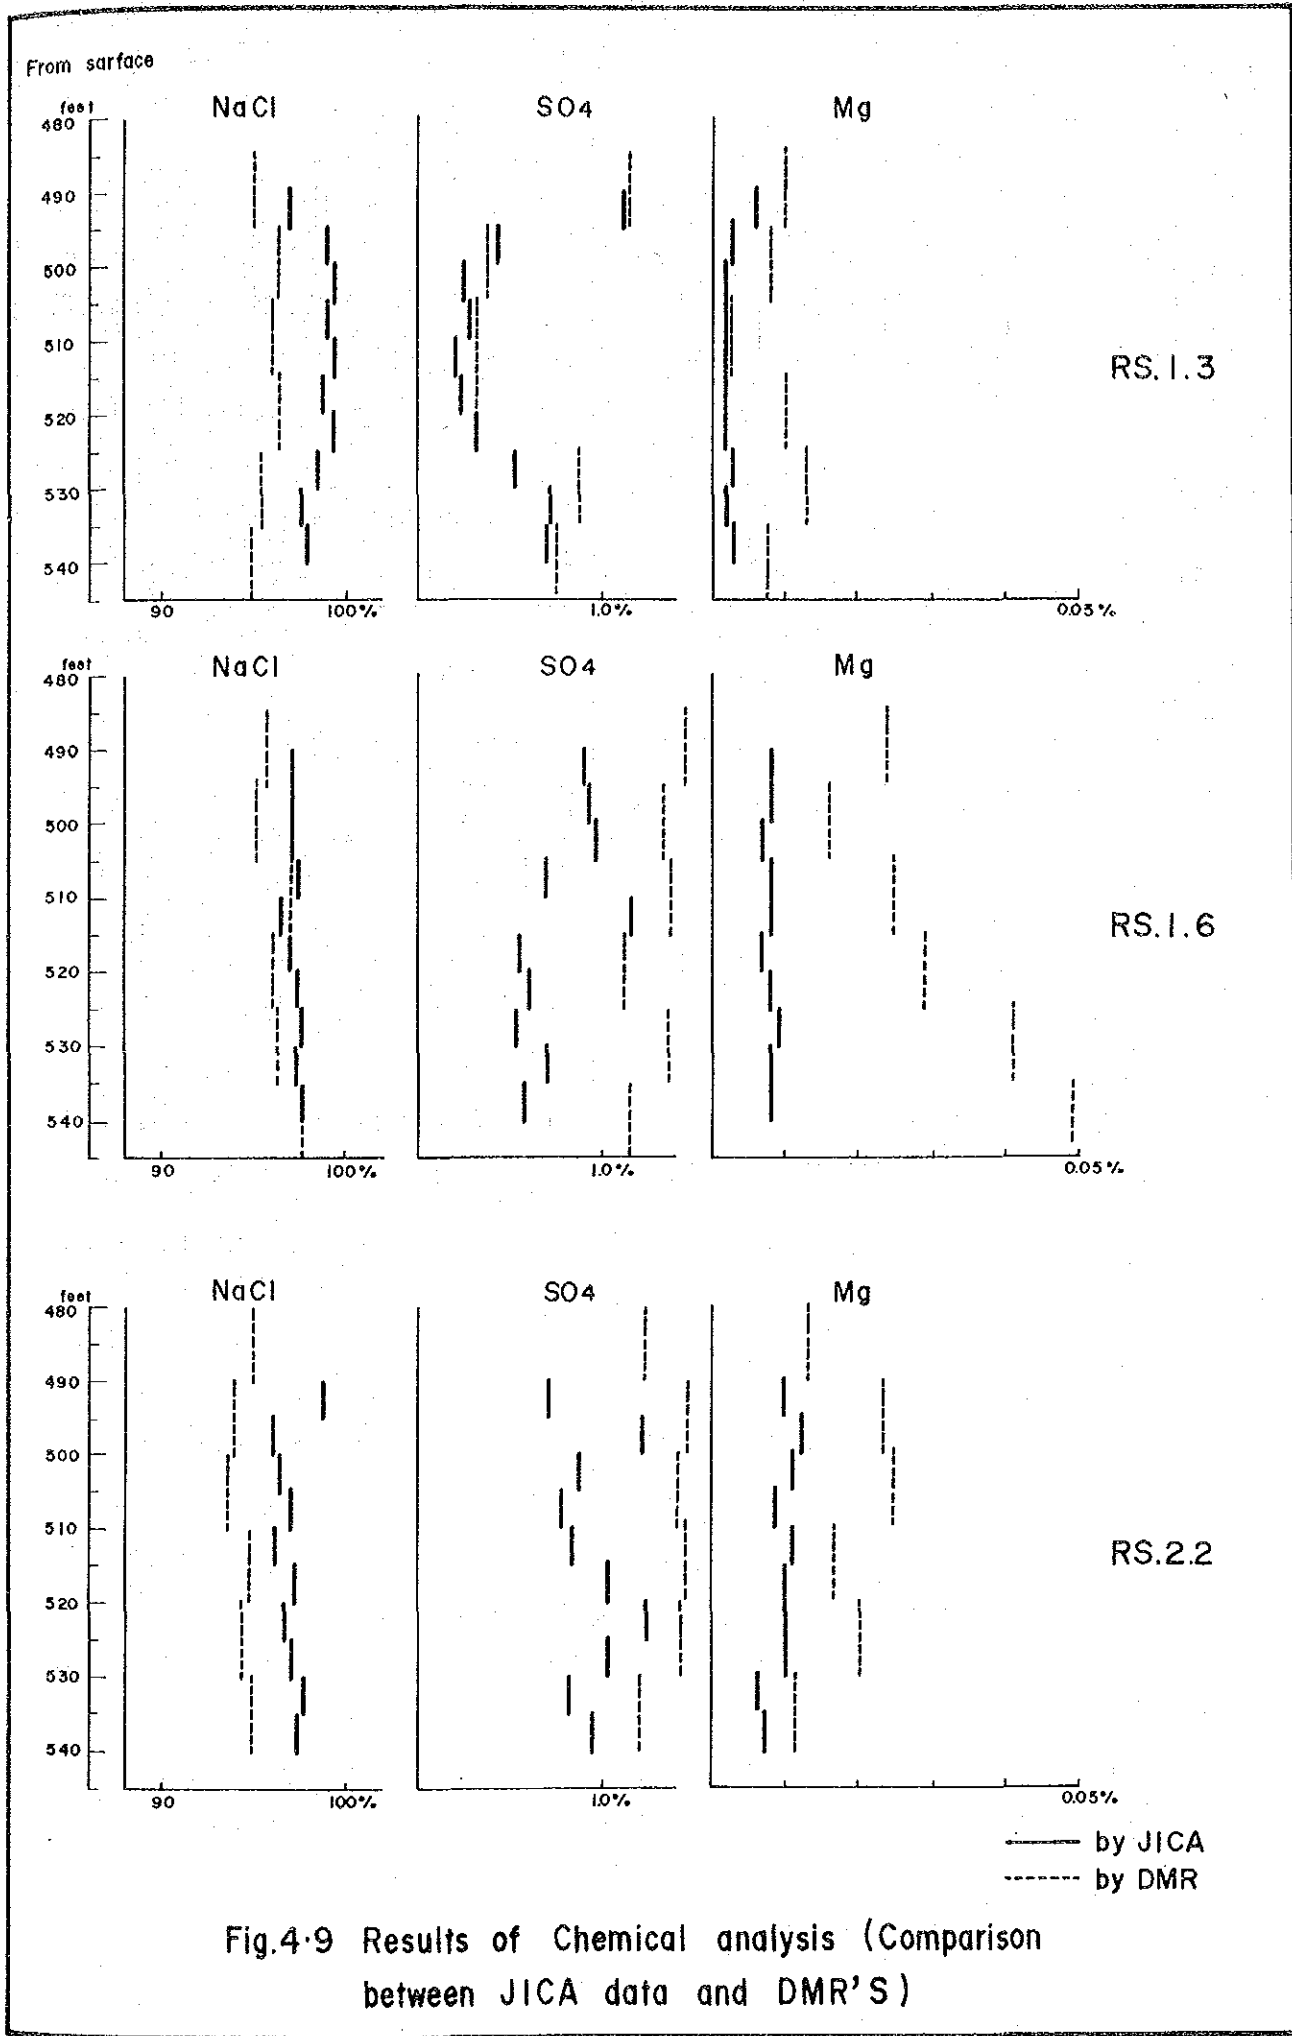 From sarface
feet NaCl SO4 Mg
480
490
500
510
520
530
540
RS.1.3
90 100% 1.0% 0.05%
feet NaCl SO4 Mg
480
490
500
510
520
530
540
RS.1.6
90 100% 1.0% 0.05%
feet NaCl SO4 Mg
480
490
500
510
520
530
540
RS.2.2
90 100% 1.0% 0.05%
by JICA
by DMR
Fig.4·9 Results of Chemical analysis (Comparison
between JICA data and DMR'S)